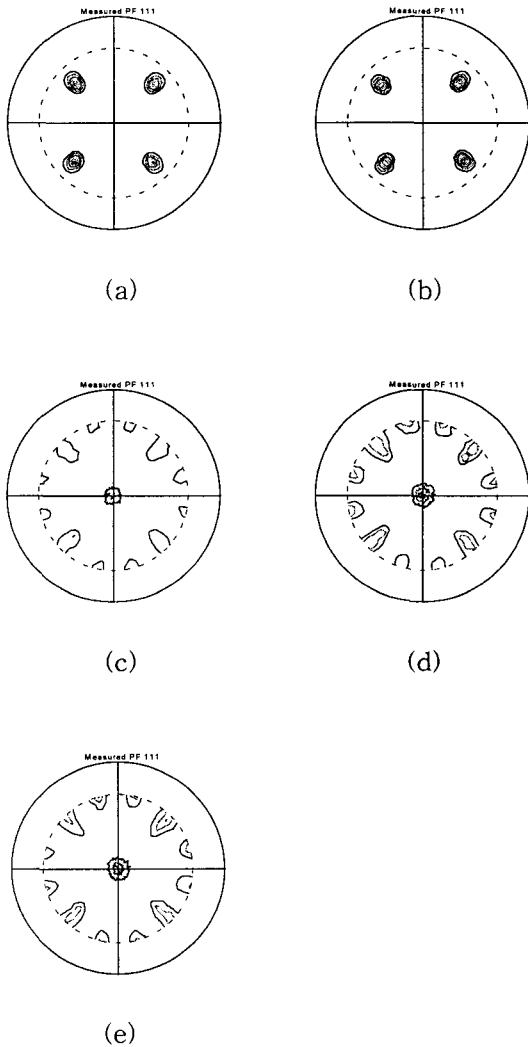 Measured PF 111
Measured PF 111
(a)
(b)
Measured PF 111
Measured PF 111
(c)
(d)
Measured PF 111
(e)